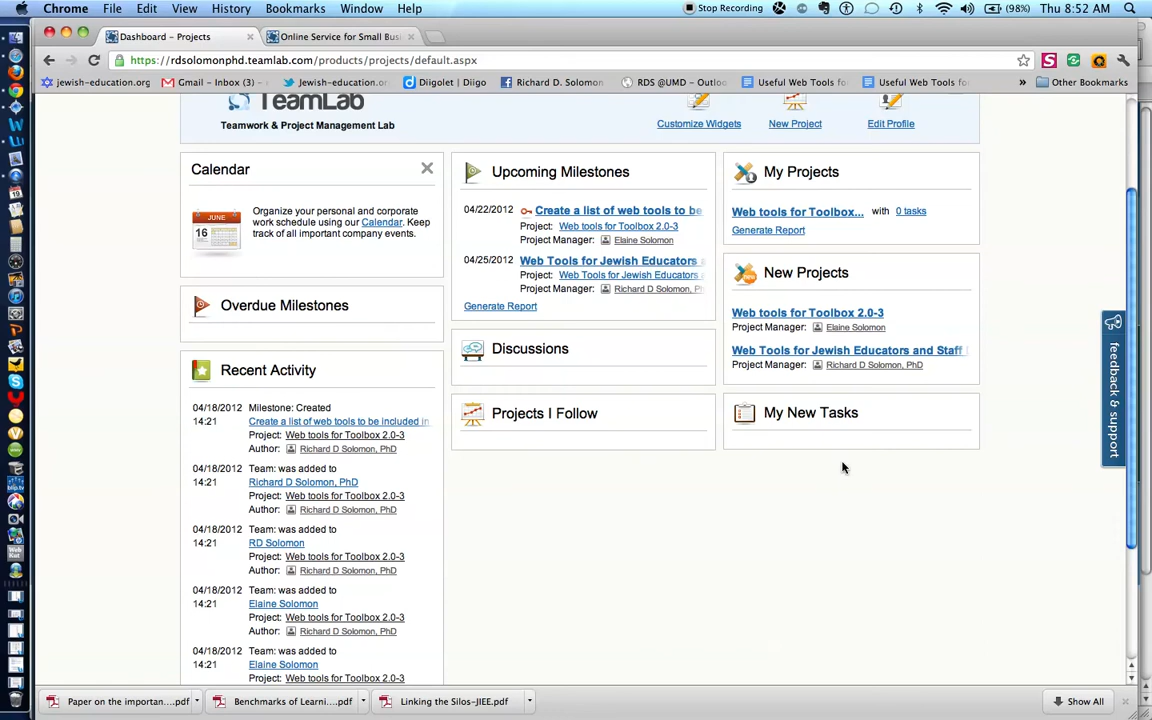 Chrome File Edit View History Bookmarks Window Help Stop Recording (98%) Thu 8:52 AM
Dashboard - Projects Online Service for Small Busi
https://rdsolomonphd.teamlab.com/products/projects/default.aspx
jewish-education.org Gmail – Inbox (3) – Jewish-education. Diigolet | Diigo Richard D. Solomon RDS @UMD – Outloo Useful Web Tools fo Useful Web Tools fo » Other Bookmarks
TeamLab
Teamwork & Project Management Lab
Customize Widgets New Project Edit Profile
Calendar
JUNE
16
Organize your personal and corporate
work schedule using our Calendar. Keep
track of all important company events.
Overdue Milestones
Recent Activity
04/18/2012 Milestone: Created
14:21 Create a list of web tools to be included in
Project: Web tools for Toolbox 2.0-3
Author: Richard D Solomon, PhD
04/18/2012 Team: was added to
14:21 Richard D Solomon, PhD
Project: Web tools for Toolbox 2.0-3
Author: Richard D Solomon, PhD
04/18/2012 Team: was added to
14:21 RD Solomon
Project: Web tools for Toolbox 2.0-3
Author: Richard D Solomon, PhD
04/18/2012 Team: was added to
14:21 Elaine Solomon
Project: Web tools for Toolbox 2.0-3
Author: Richard D Solomon, PhD
04/18/2012 Team: was added to
14:21 Elaine Solomon
Project: Web tools for Toolbox 2.0-3
Upcoming Milestones
04/22/2012 Create a list of web tools to be
Project: Web tools for Toolbox 2.0-3
Project Manager: Elaine Solomon
04/25/2012 Web Tools for Jewish Educators
Project: Web Tools for Jewish Educators
Project Manager: Richard D Solomon, P
Generate Report
Discussions
Projects I Follow
My Projects
Web tools for Toolbox... with 0 tasks
Generate Report
New Projects
Web tools for Toolbox 2.0-3
Project Manager: Elaine Solomon
Web Tools for Jewish Educators and Staff
Project Manager: Richard D Solomon, PhD
My New Tasks
feedback & support
Paper on the importan....pdf Benchmarks of Learni....pdf Linking the Silos-JIEE.pdf Show All